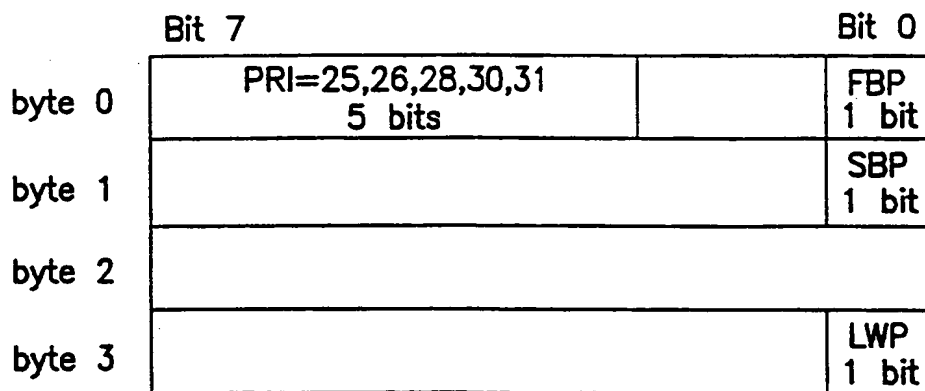 Bit 7 Bit 0
byte 0 PRI=25,26,28,30,31 FBP
5 bits 1 bit
byte 1 SBP
1 bit
byte 2
byte 3 LWP
1 bit